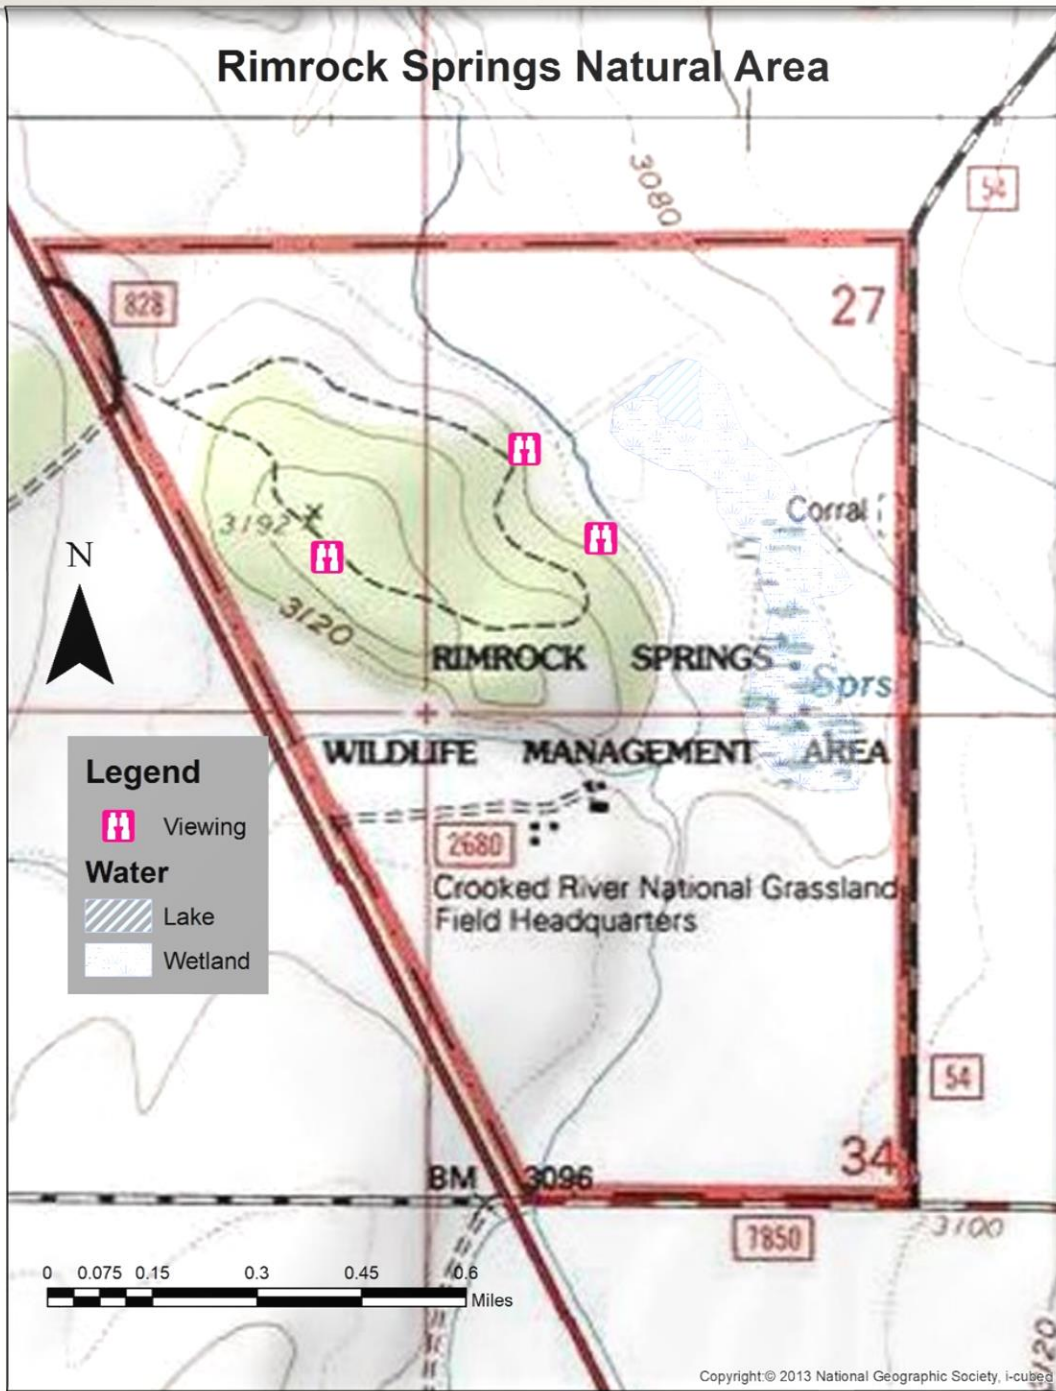 Rimrock Springs Natural Area
54
3080
828
27
Corral
3192
3120
N
RIMROCK SPRINGS
Sprs
WILDLIFE MANAGEMENT AREA
Legend
Viewing
Water
Lake
Wetland
2680
Crooked River National Grassland
Field Headquarters
54
34
BM 3096
7850
3100
0 0.075 0.15 0.3 0.45 0.6
Miles
3120
Copyright:© 2013 National Geographic Society, i-cubed